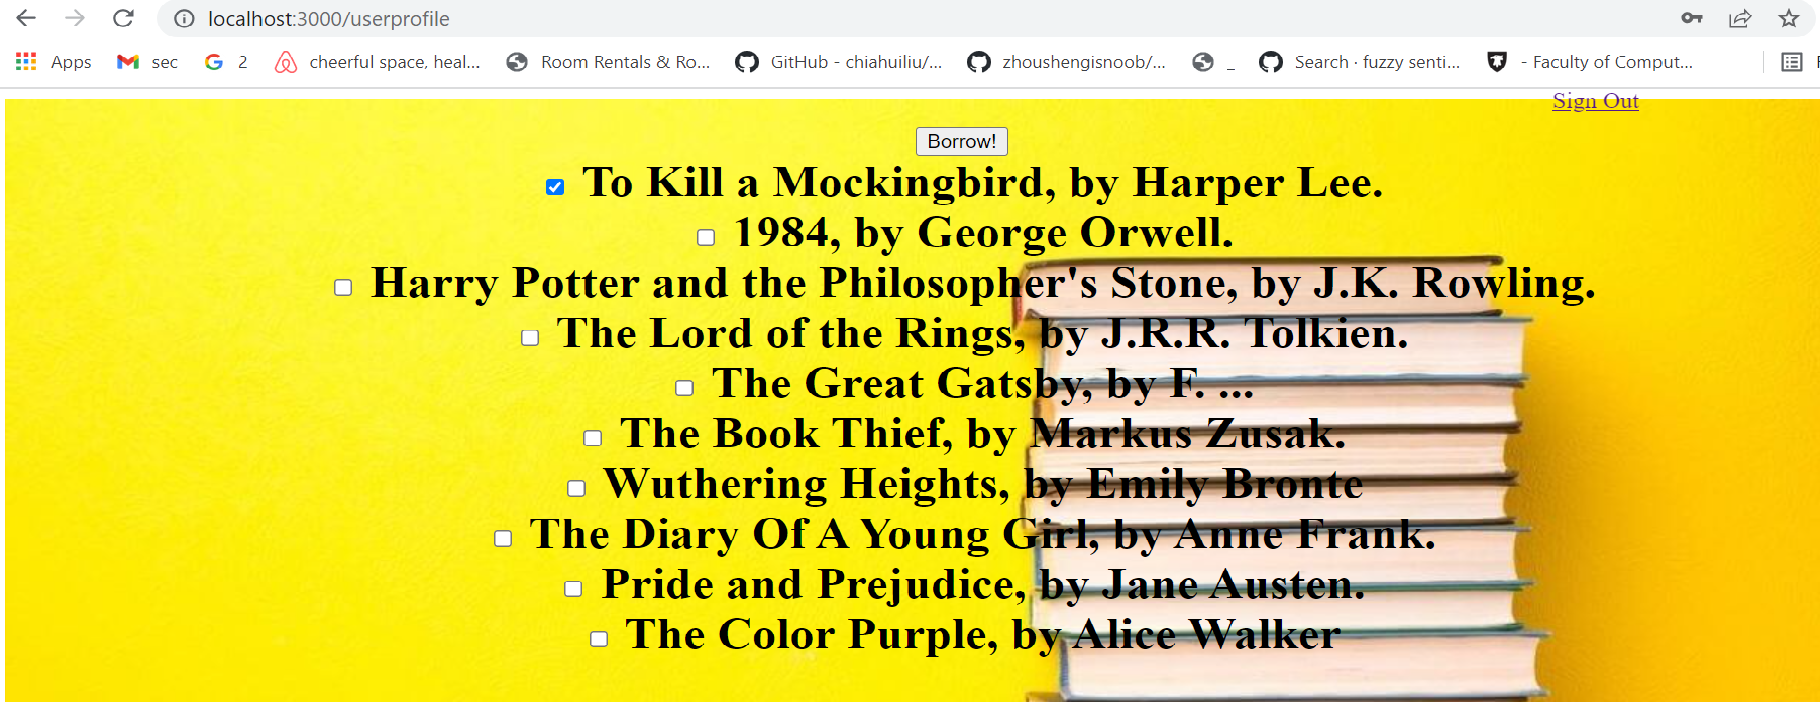 localhost:3000/userprofile
Apps sec 2 cheerful space, heal... Room Rentals & Ro... GitHub - chiahuiliu/... zhoushengisnoob/... _ Search · fuzzy senti... - Faculty of Comput...
Sign Out
Borrow!
To Kill a Mockingbird, by Harper Lee.
1984, by George Orwell.
Harry Potter and the Philosopher's Stone, by J.K. Rowling.
The Lord of the Rings, by J.R.R. Tolkien.
The Great Gatsby, by F. ...
The Book Thief, by Markus Zusak.
Wuthering Heights, by Emily Bronte
The Diary Of A Young Girl, by Anne Frank.
Pride and Prejudice, by Jane Austen.
The Color Purple, by Alice Walker